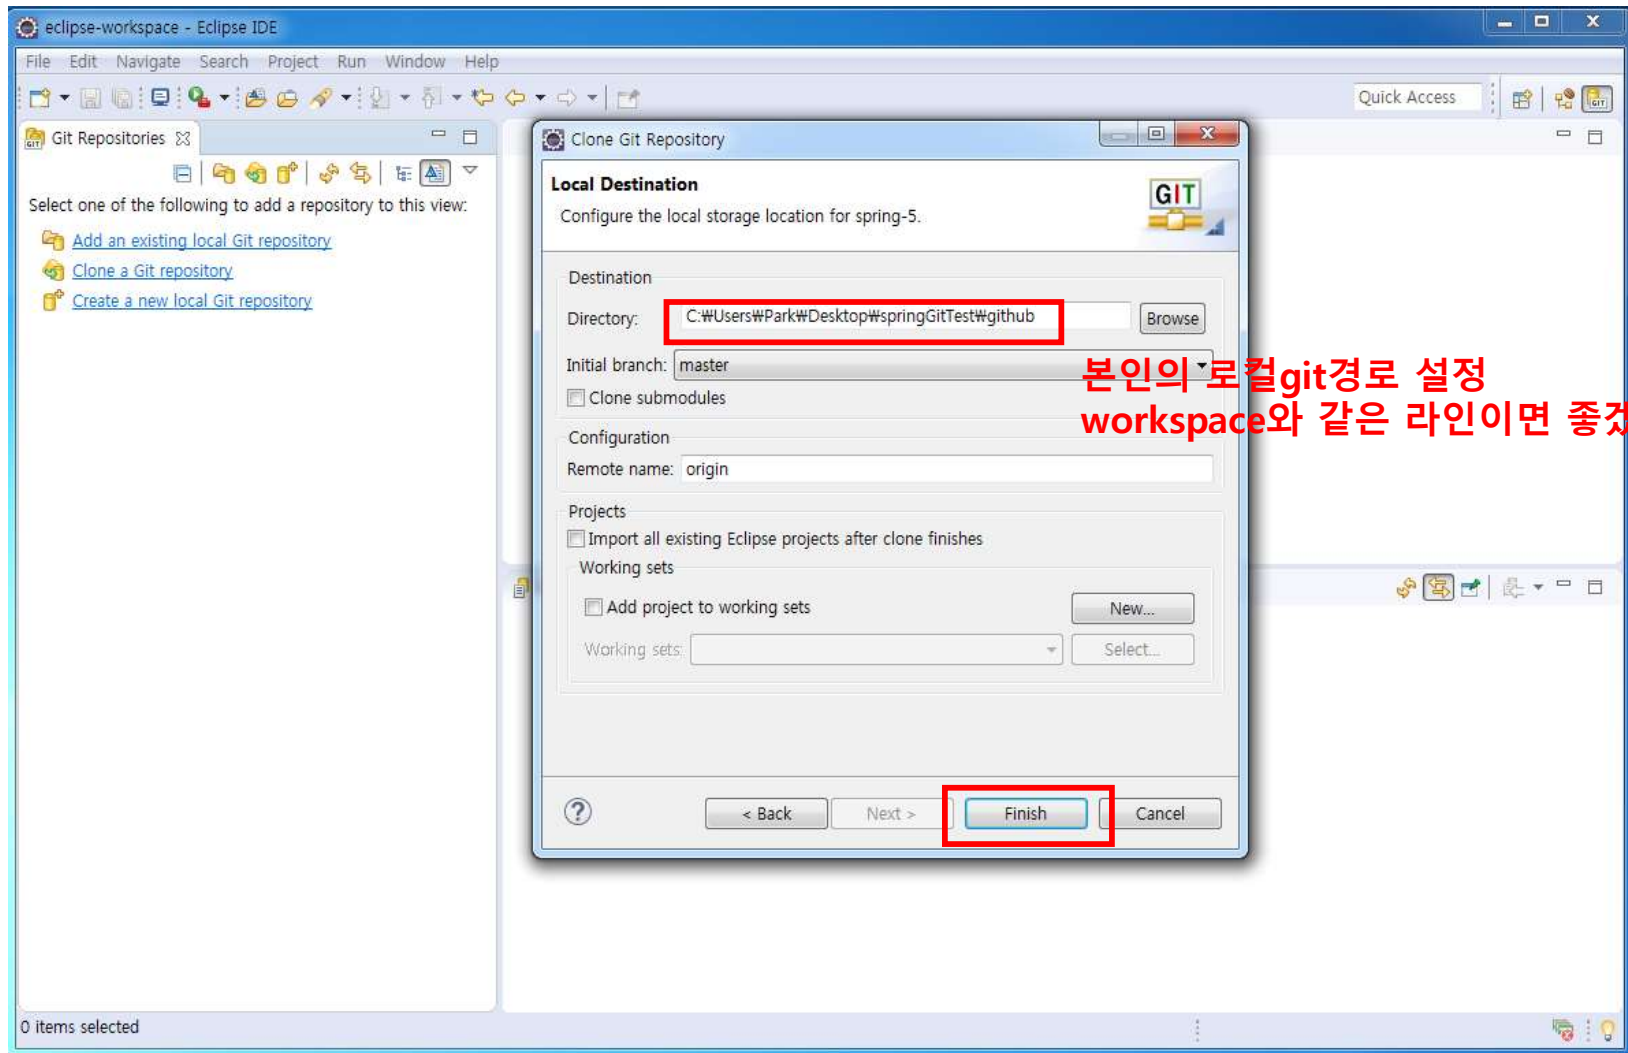 eclipse-workspace - Eclipse IDE
File Edit Navigate Search Project Run Window Help
Quick Access
GIT
Git Repositories
Select one of the following to add a repository to this view:
Add an existing local Git repository
Clone a Git repository
Create a new local Git repository
Clone Git Repository
Local Destination
Configure the local storage location for spring-5.
GIT
Destination
Directory: C:₩Users₩Park₩Desktop₩springGitTest₩github Browse
Initial branch: master
본인의 로컬git경로 설정
Clone submodules
workspace와 같은 라인이면 좋겠
Configuration
Remote name: origin
Projects
Import all existing Eclipse projects after clone finishes
Working sets
Add project to working sets New...
Working sets: Select...
< Back Next > Finish Cancel
0 items selected